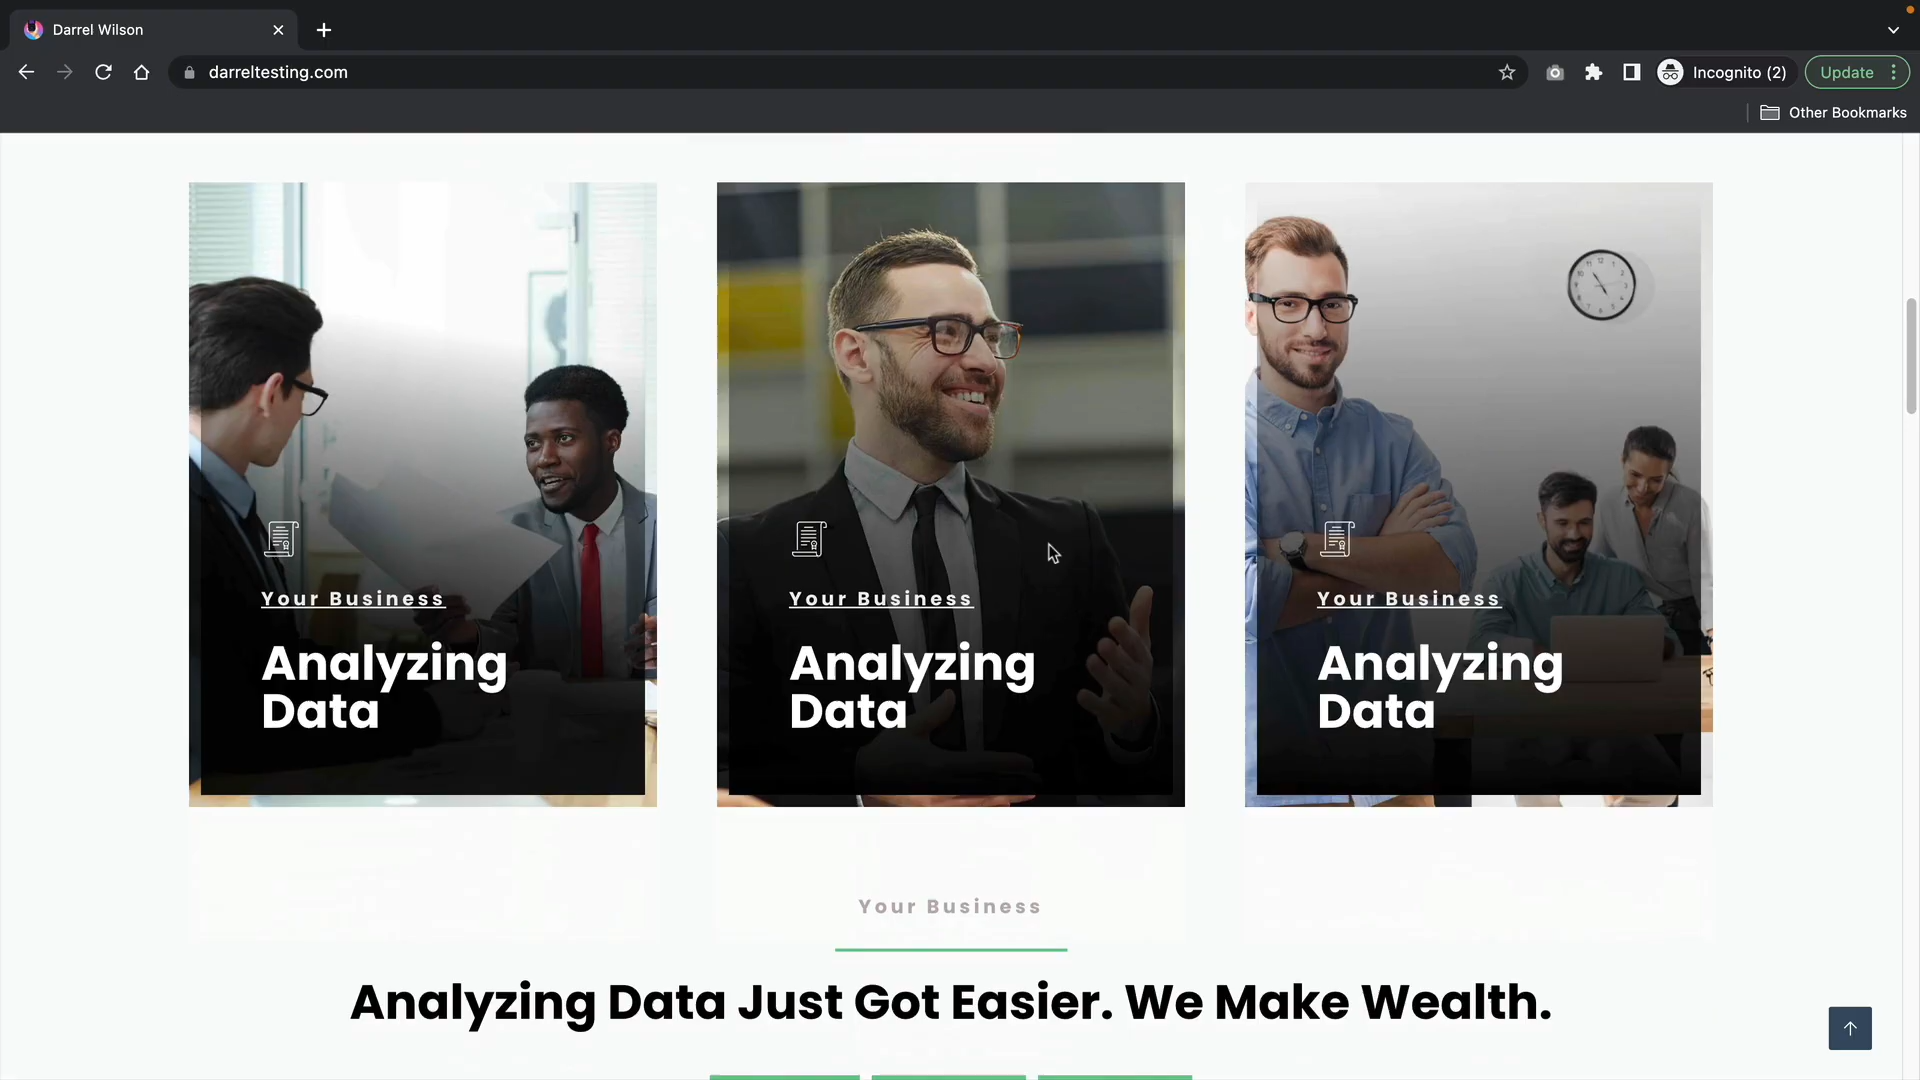 Darrel Wilson
darreltesting.com
Incognito (2)
Update
Other Bookmarks
Your Business
Analyzing
Data
Your Business
Analyzing
Data
Your Business
Analyzing
Data
Your Business
Analyzing Data Just Got Easier. We Make Wealth.